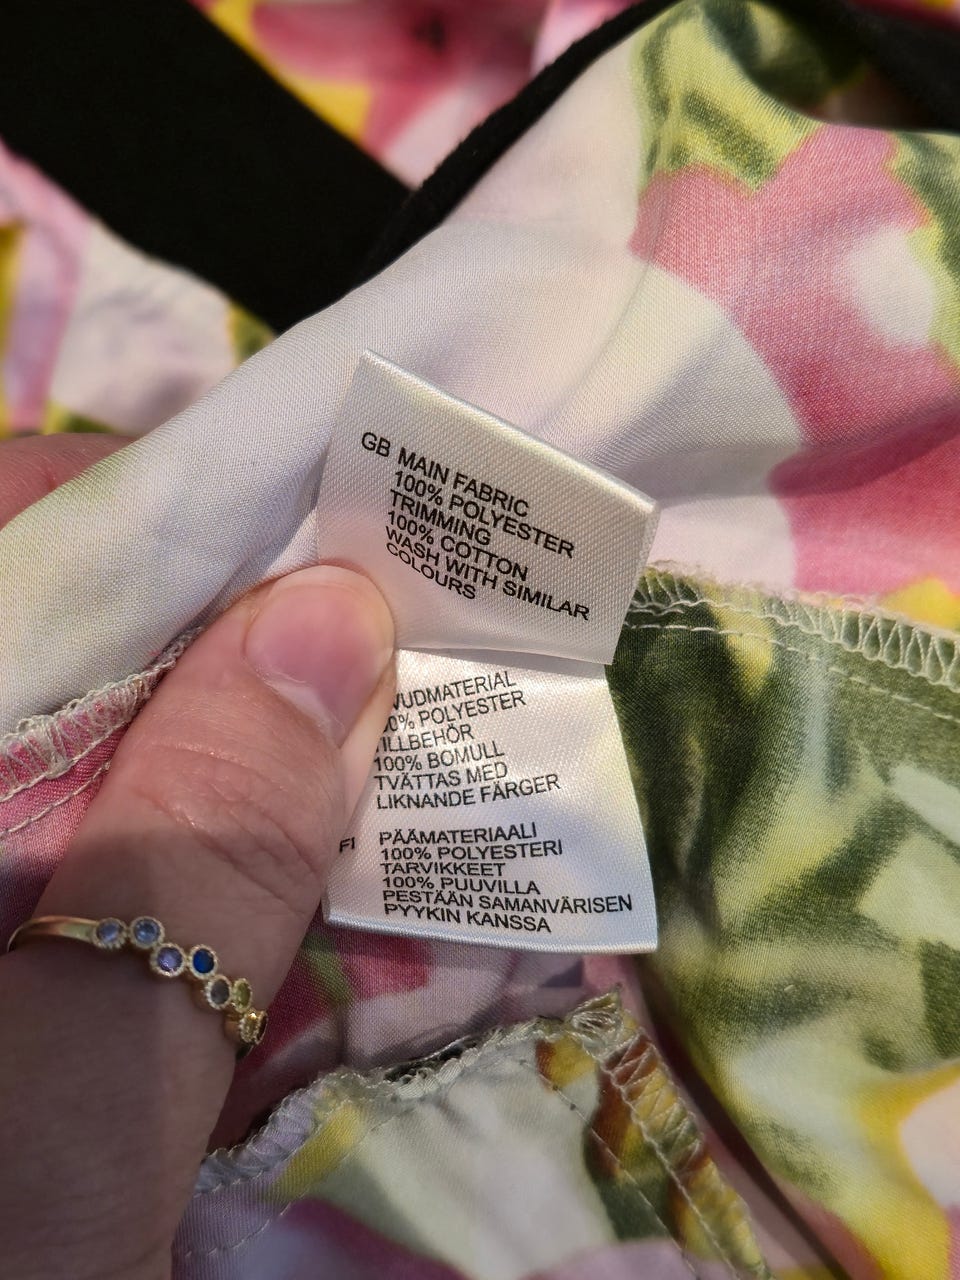 GB MAIN FABRIC
100% POLYESTER
TRIMMING
100% COTTON
WASH WITH SIMILAR
COLOURS
POLYESTER
100% BOMULL
TVÄTTAS MED
LIKNANDE FÄRGER
FI PÄÄMATERIAALI
100% POLYESTERI
TARVIKKEET
100% PUUVILLA
PESTÄÄN SAMANVÄRISEN
PYYKIN KANSSA